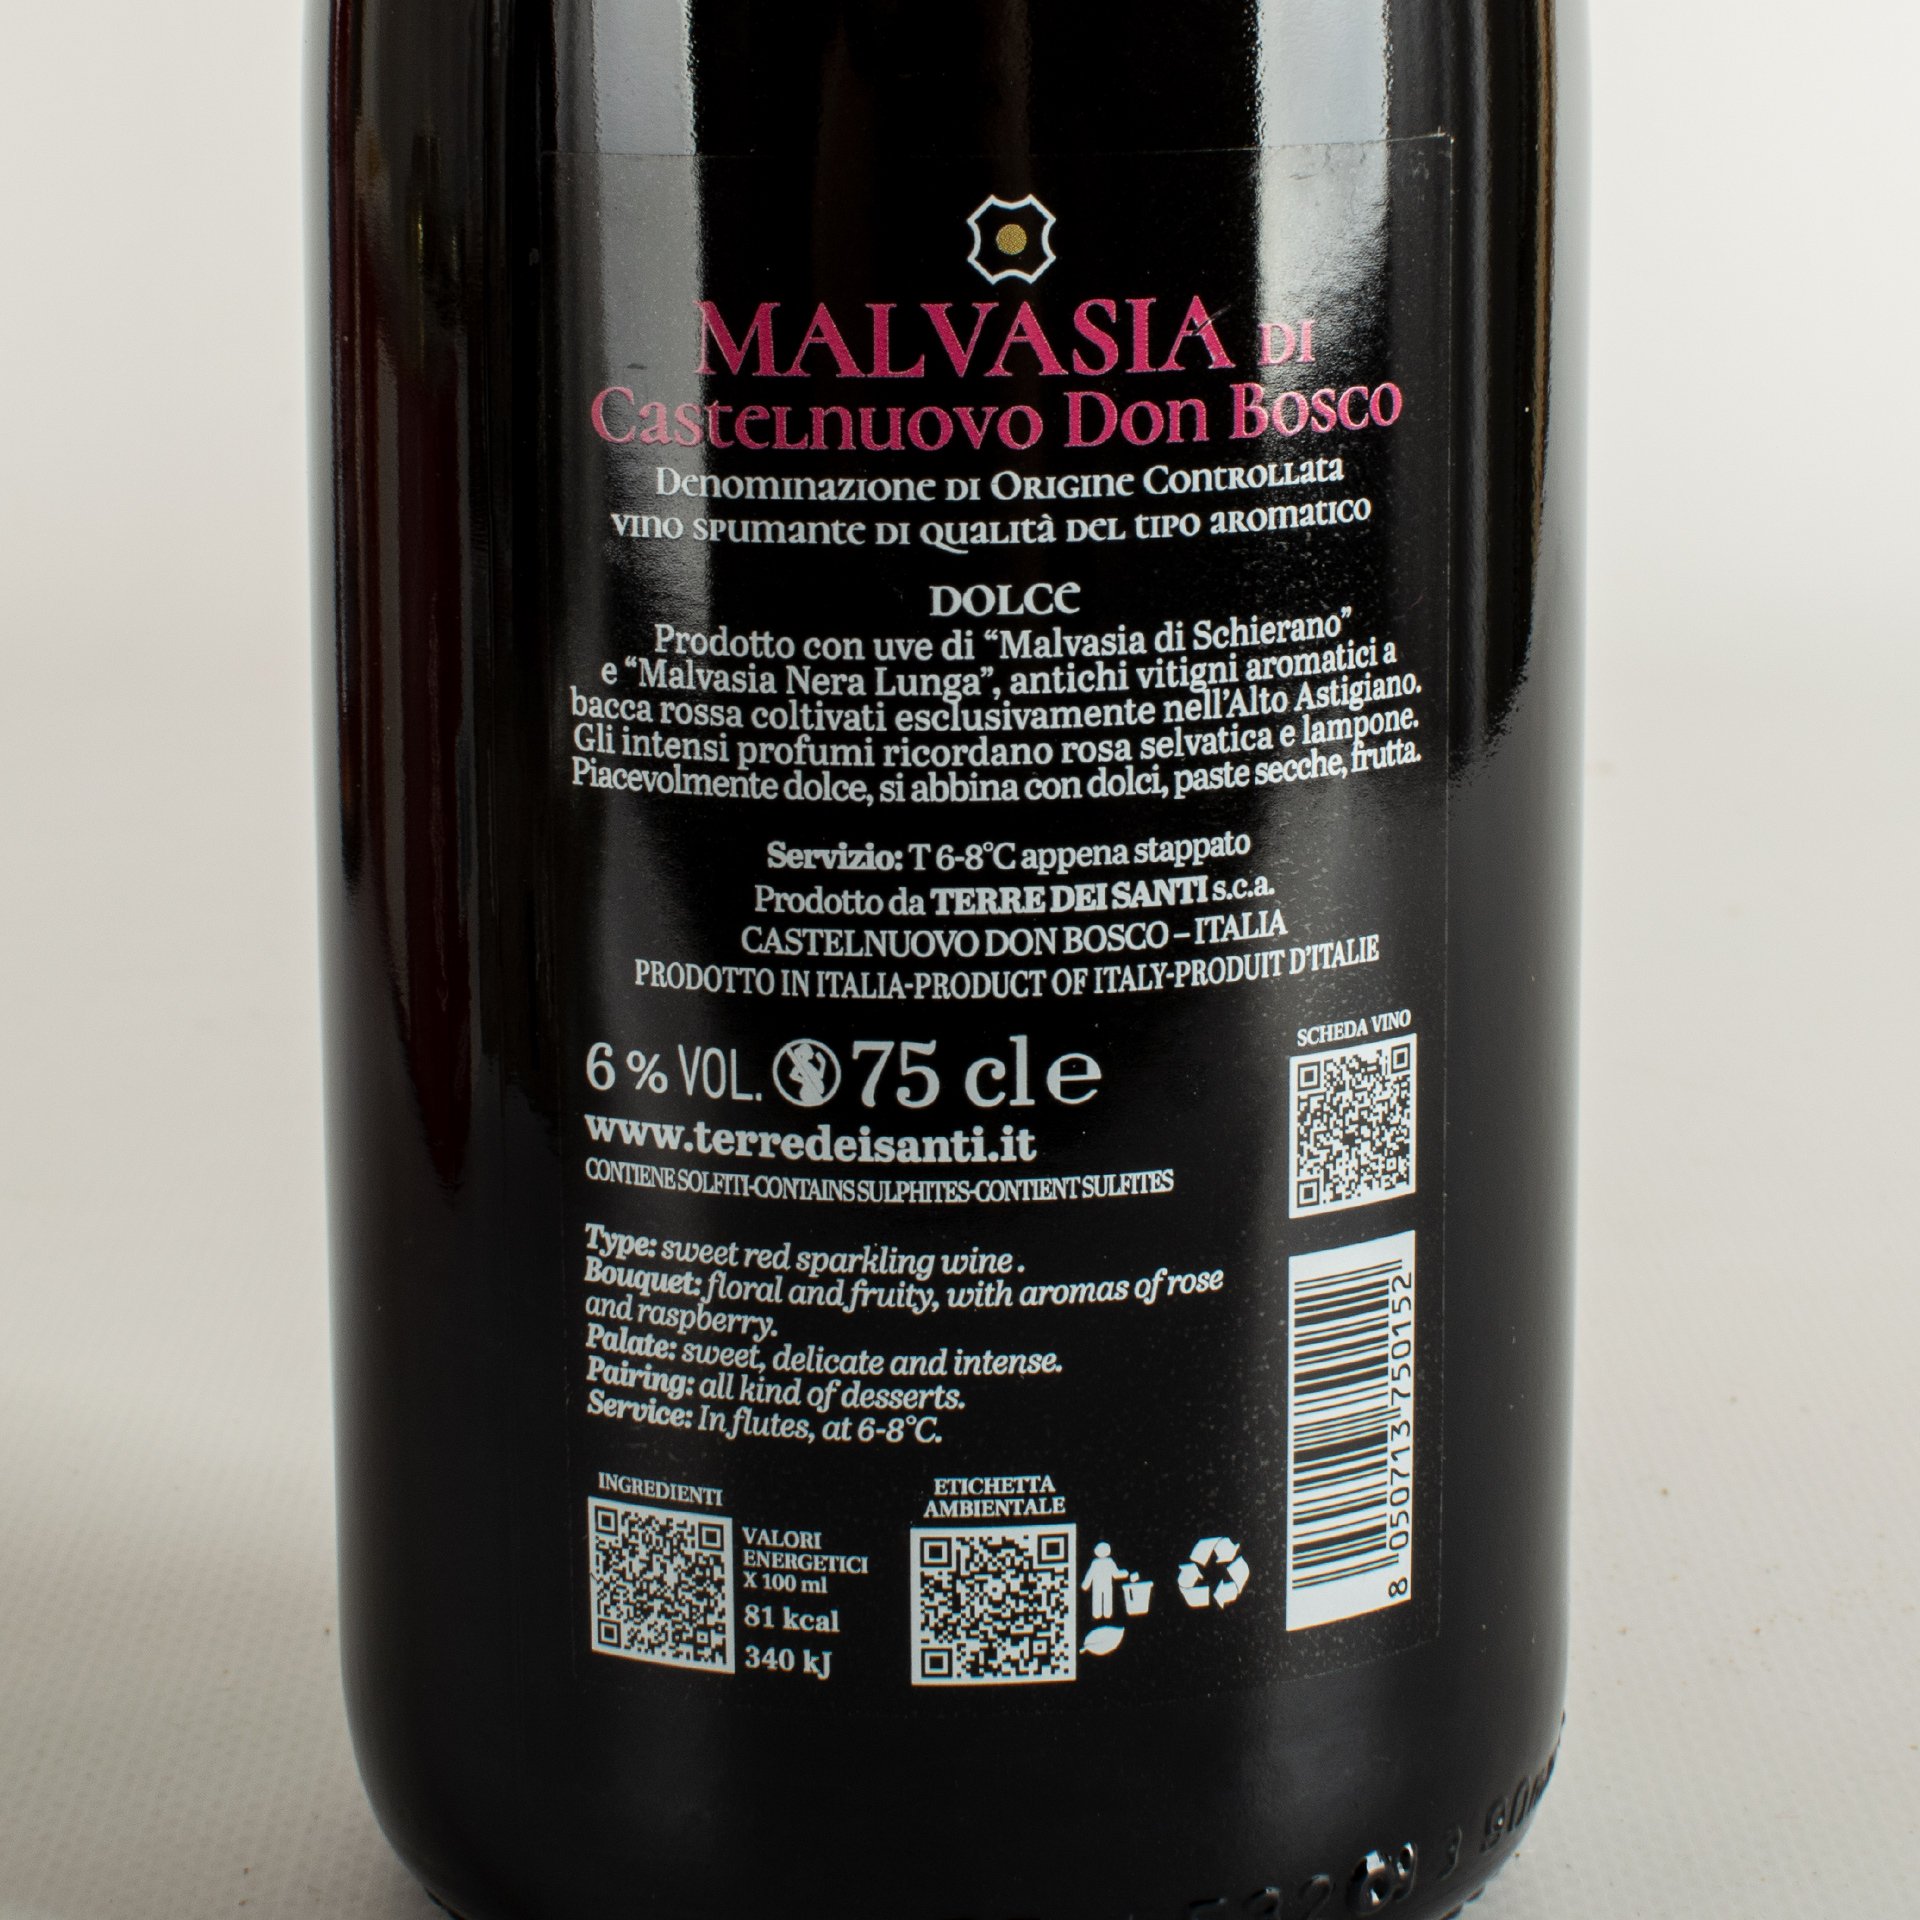 MALVASIA DI
Castelnuovo Don Bosco
Denominazione di Origine Controllata
vino spumante di qualità del tipo aromatico
DOLCE
Prodotto con uve di “Malvasia di Schierano”
e “Malvasia Nera Lunga”, antichi vitigni aromatici a
bacca rossa coltivati esclusivamente nell’Alto Astigiano.
Gli intensi profumi ricordano rosa selvatica e lampone.
Piacevolmente dolce, si abbina con dolci, paste secche, frutta.
Servizio: T 6-8°C appena stappato
Prodotto da TERRE DEI SANTI s.c.a.
CASTELNUOVO DON BOSCO – ITALIA
PRODOTTO IN ITALIA-PRODUCT OF ITALY-PRODUIT D’ITALIE
6 % VOL. 75 cl e
www.terredeisanti.it
CONTIENE SOLFITI-CONTAINS SULPHITES-CONTIENT SULFITES
SCHEDA VINO
Type: sweet red sparkling wine .
Bouquet: floral and fruity, with aromas of rose
and raspberry.
Palate: sweet, delicate and intense.
Pairing: all kind of desserts.
Service: In flutes, at 6-8°C.
8 050713 750152
INGREDIENTI
VALORI
ENERGETICI
X 100 ml
81 kcal
340 kJ
ETICHETTA
AMBIENTALE